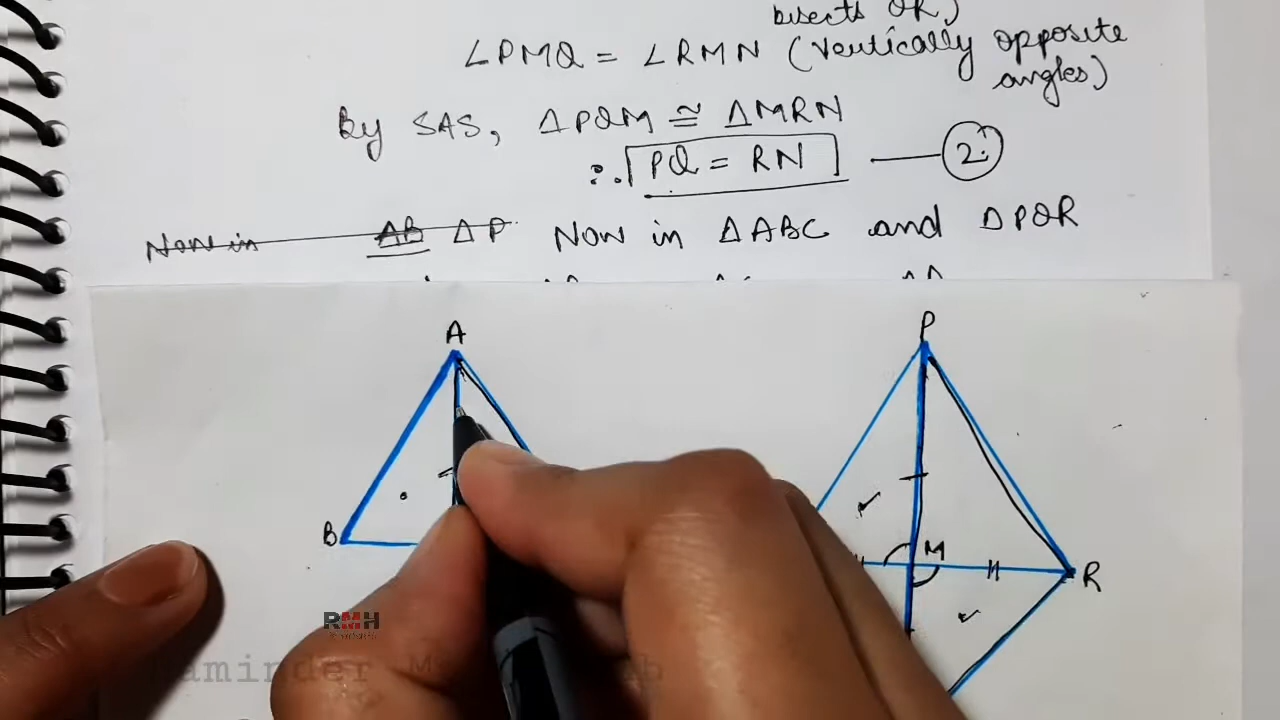 bisects QR)
∠PMQ = ∠RMN (Vertically opposite
angles)
By SAS, ΔPQM ≅ ΔMRN
∴ PQ = RN — 2
Now in AB ΔP Now in ΔABC and ΔPQR
A
P
B
M
R
RMH